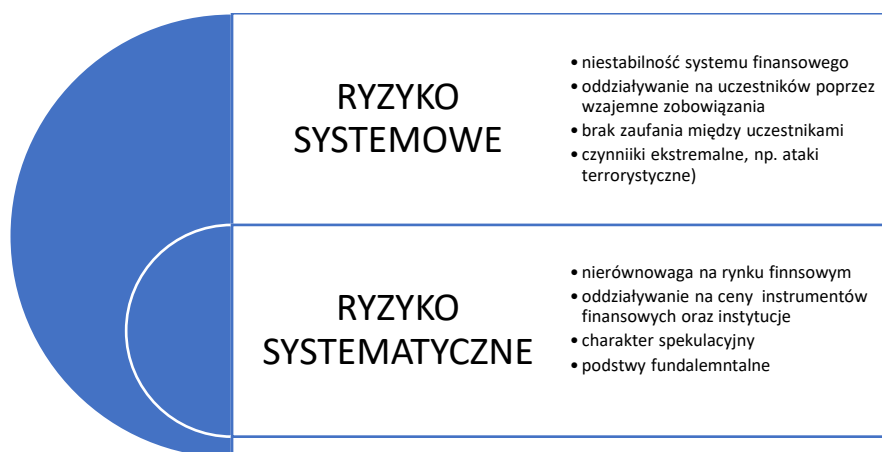 RYZYKO
SYSTEMOWE
• niestabilność systemu finansowego
• oddziaływanie na uczestników poprzez
wzajemne zobowiązania
• brak zaufania między uczestnikami
• czynniiki ekstremalne, np. ataki
terrorystyczne)
RYZYKO
SYSTEMATYCZNE
• nierównowaga na rynku finnsowym
• oddziaływanie na ceny instrumentów
finansowych oraz instytucje
• charakter spekulacyjny
• podstwy fundalemntalne